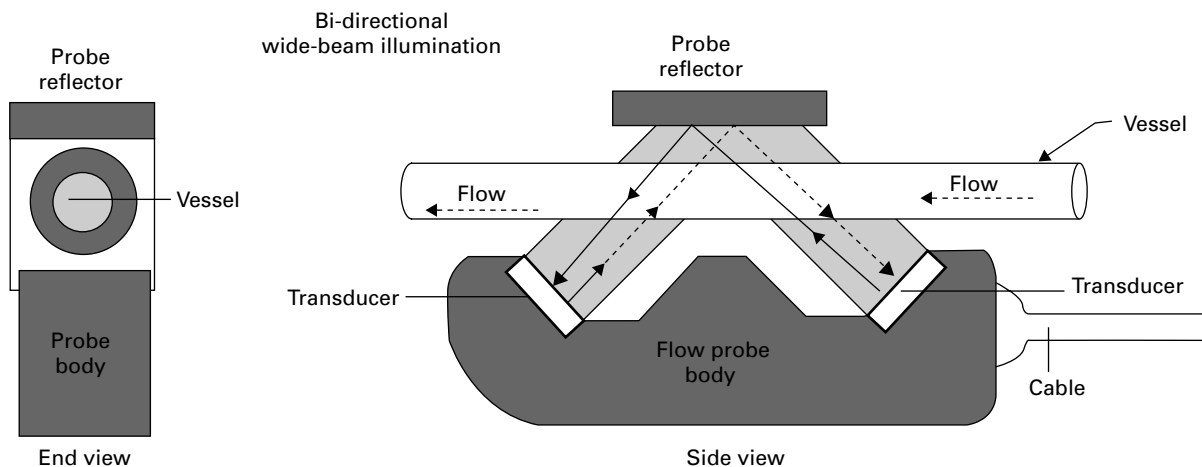 Bi-directional
wide-beam illumination
Probe
reflector
Probe
reflector
Vessel
Vessel
Flow
Flow
Transducer
Transducer
Probe
body
Flow probe
body
Cable
End view
Side view